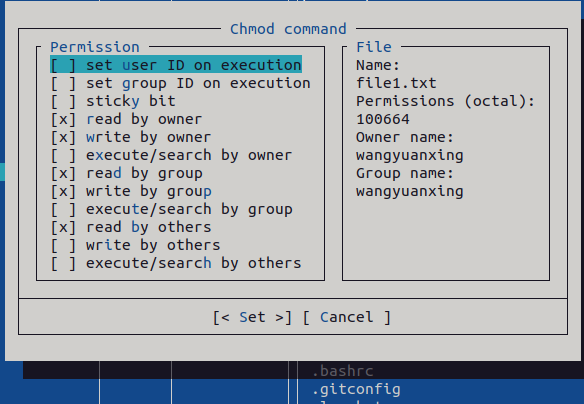 Chmod command
Permission
[ ] set user ID on execution
[ ] set group ID on execution
[ ] sticky bit
[x] read by owner
[x] write by owner
[ ] execute/search by owner
[x] read by group
[x] write by group
[ ] execute/search by group
[x] read by others
[ ] write by others
[ ] execute/search by others
File
Name:
file1.txt
Permissions (octal):
100664
Owner name:
wangyuanxing
Group name:
wangyuanxing
[< Set >] [ Cancel ]
.bashrc
.gitconfig